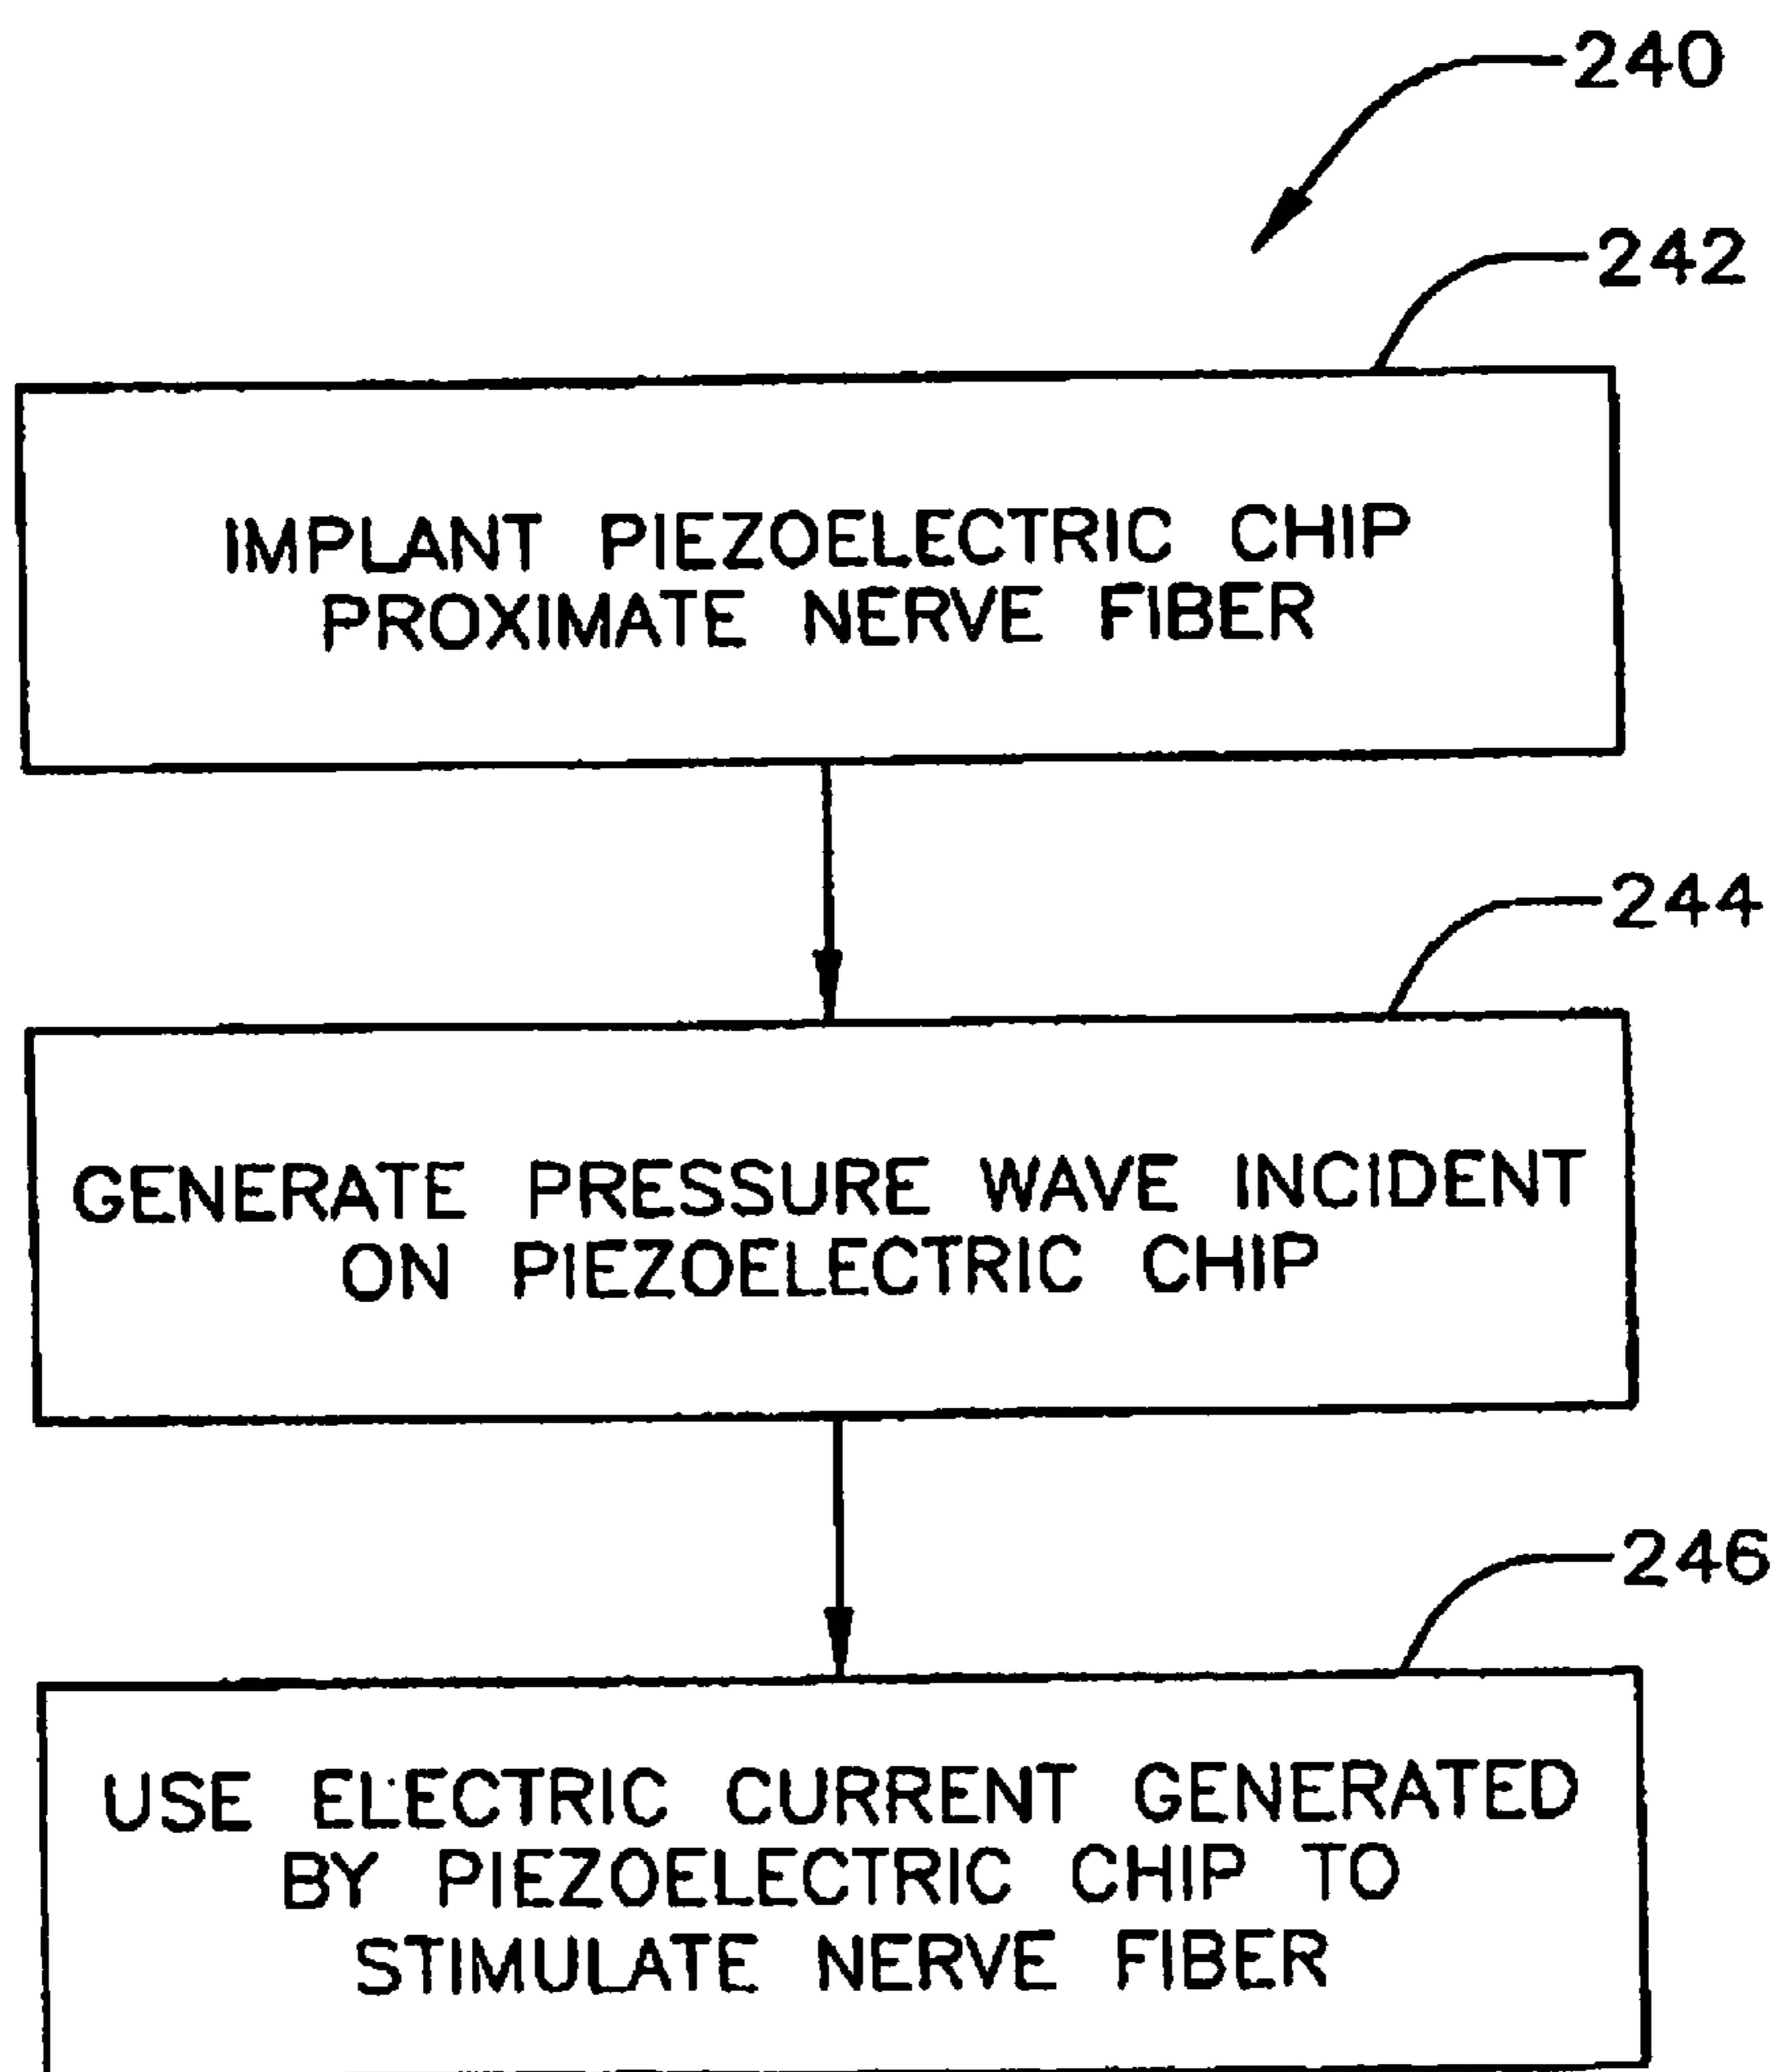 240
242
IMPLANT PIEZOELECTRIC CHIP
PROXIMATE NERVE FIBER
244
GENERATE PRESSURE WAVE INCIDENT
ON PIEZOELECTRIC CHIP
246
USE ELECTRIC CURRENT GENERATED
BY PIEZOELECTRIC CHIP TO
STIMULATE NERVE FIBER